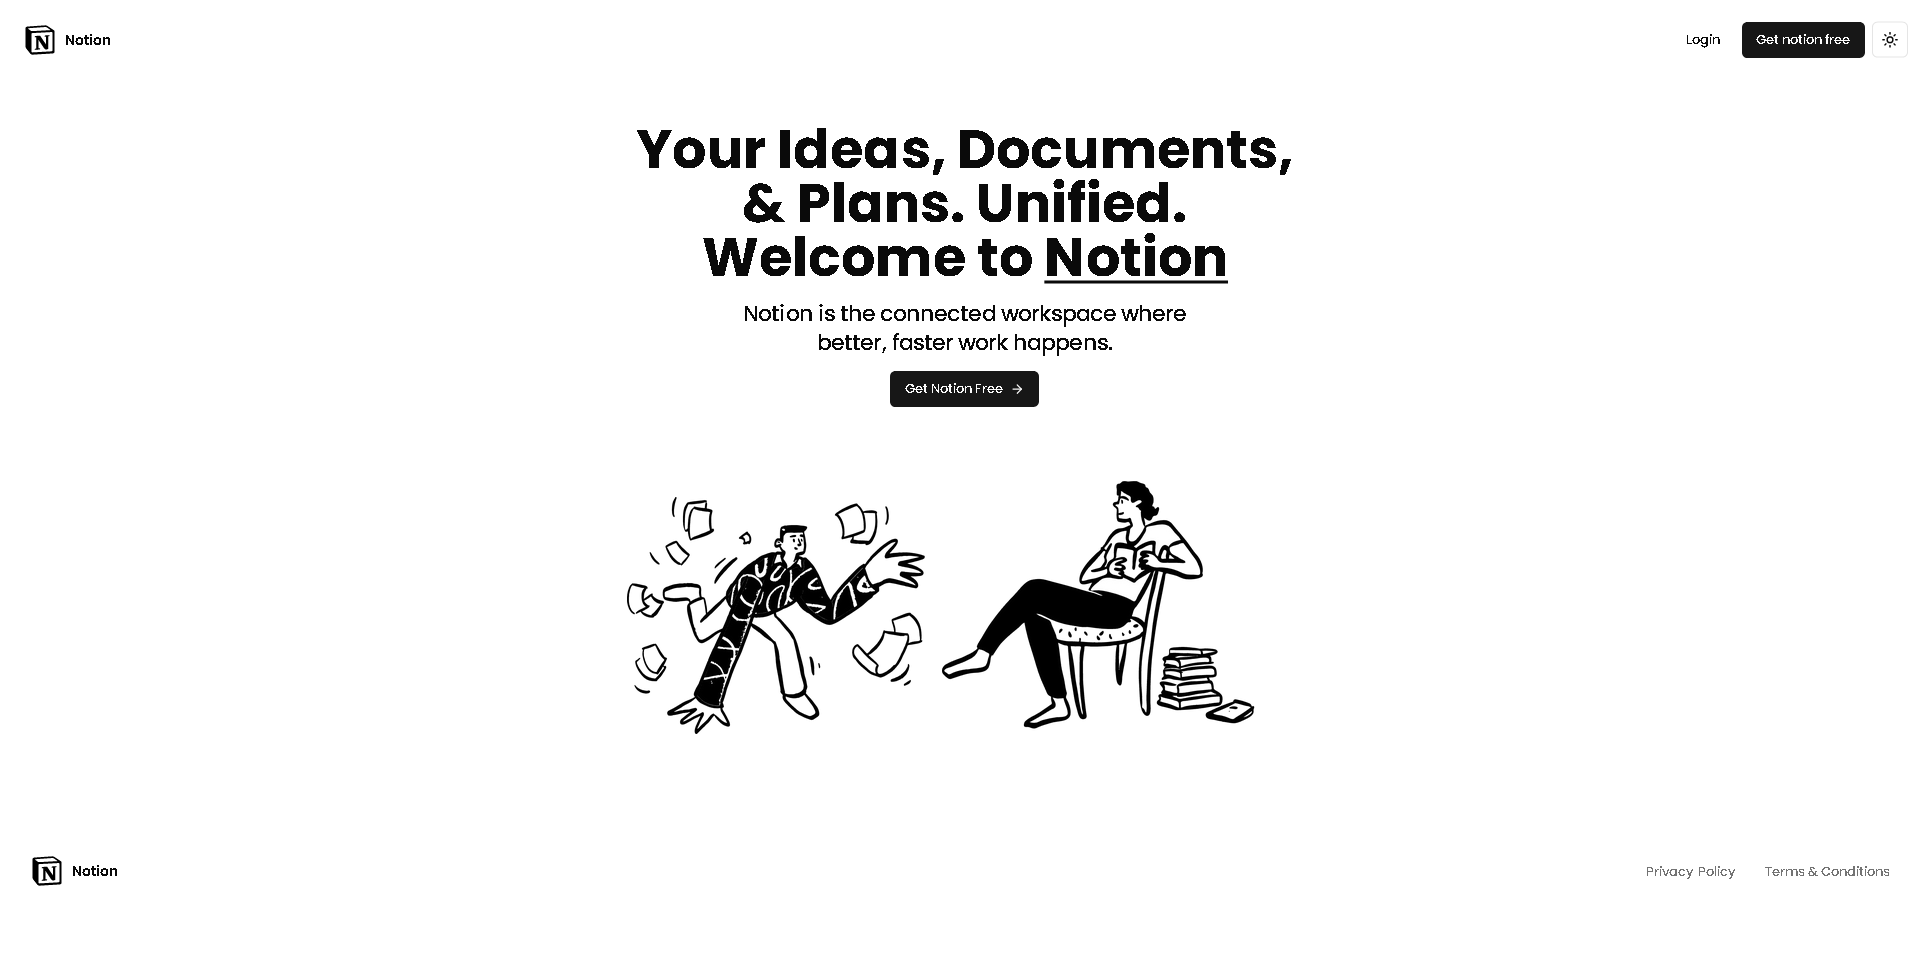 Notion
Login
Get notion free
Your Ideas, Documents,
& Plans. Unified.
Welcome to Notion
Notion is the connected workspace where
better, faster work happens.
Get Notion Free
Notion
Privacy Policy
Terms & Conditions